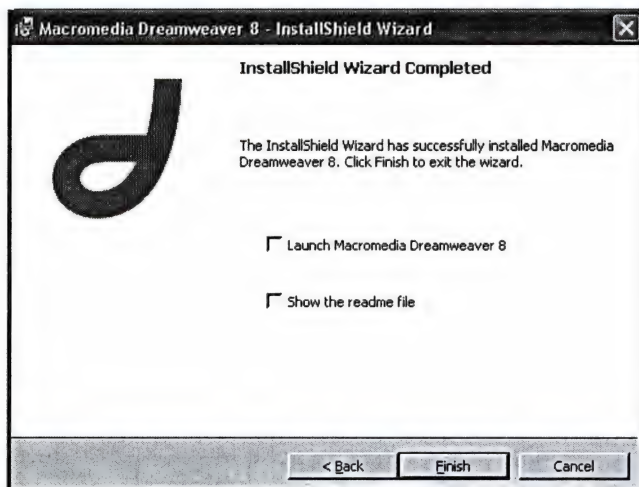 Macromedia Dreamweaver 8 - InstallShield Wizard
InstallShield Wizard Completed
The InstallShield Wizard has successfully installed Macromedia
Dreamweaver 8. Click Finish to exit the wizard.
Launch Macromedia Dreamweaver 8
Show the readme file
< Back
Finish
Cancel